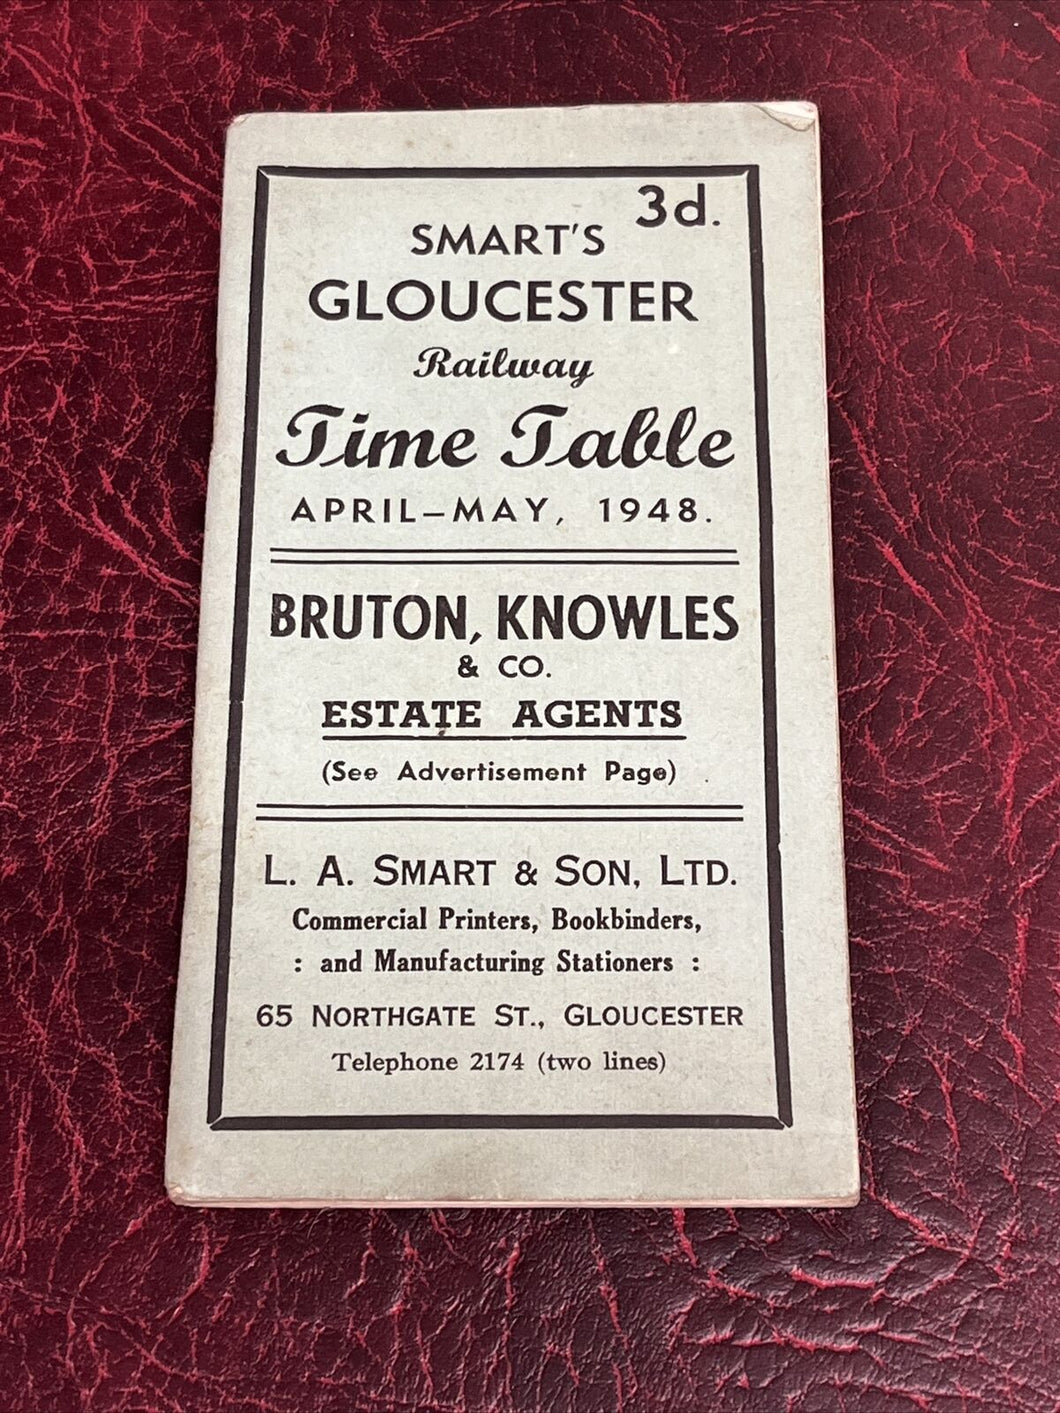 3d.
SMART'S
GLOUCESTER
Railway
Time Table
APRIL–MAY, 1948.
BRUTON, KNOWLES
& CO.
ESTATE AGENTS
(See Advertisement Page)
L. A. SMART & SON, LTD.
Commercial Printers, Bookbinders,
: and Manufacturing Stationers :
65 NORTHGATE ST., GLOUCESTER
Telephone 2174 (two lines)